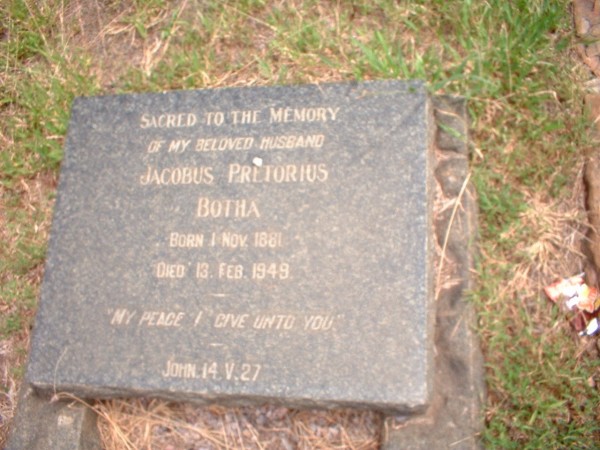 SACRED TO THE MEMORY
OF MY BELOVED HUSBAND
JACOBUS PRETORIUS
BOTHA
BORN 1 NOV. 1881
DIED 13. FEB. 1949.
"MY PEACE I GIVE UNTO YOU."
JOHN. 14. V. 27